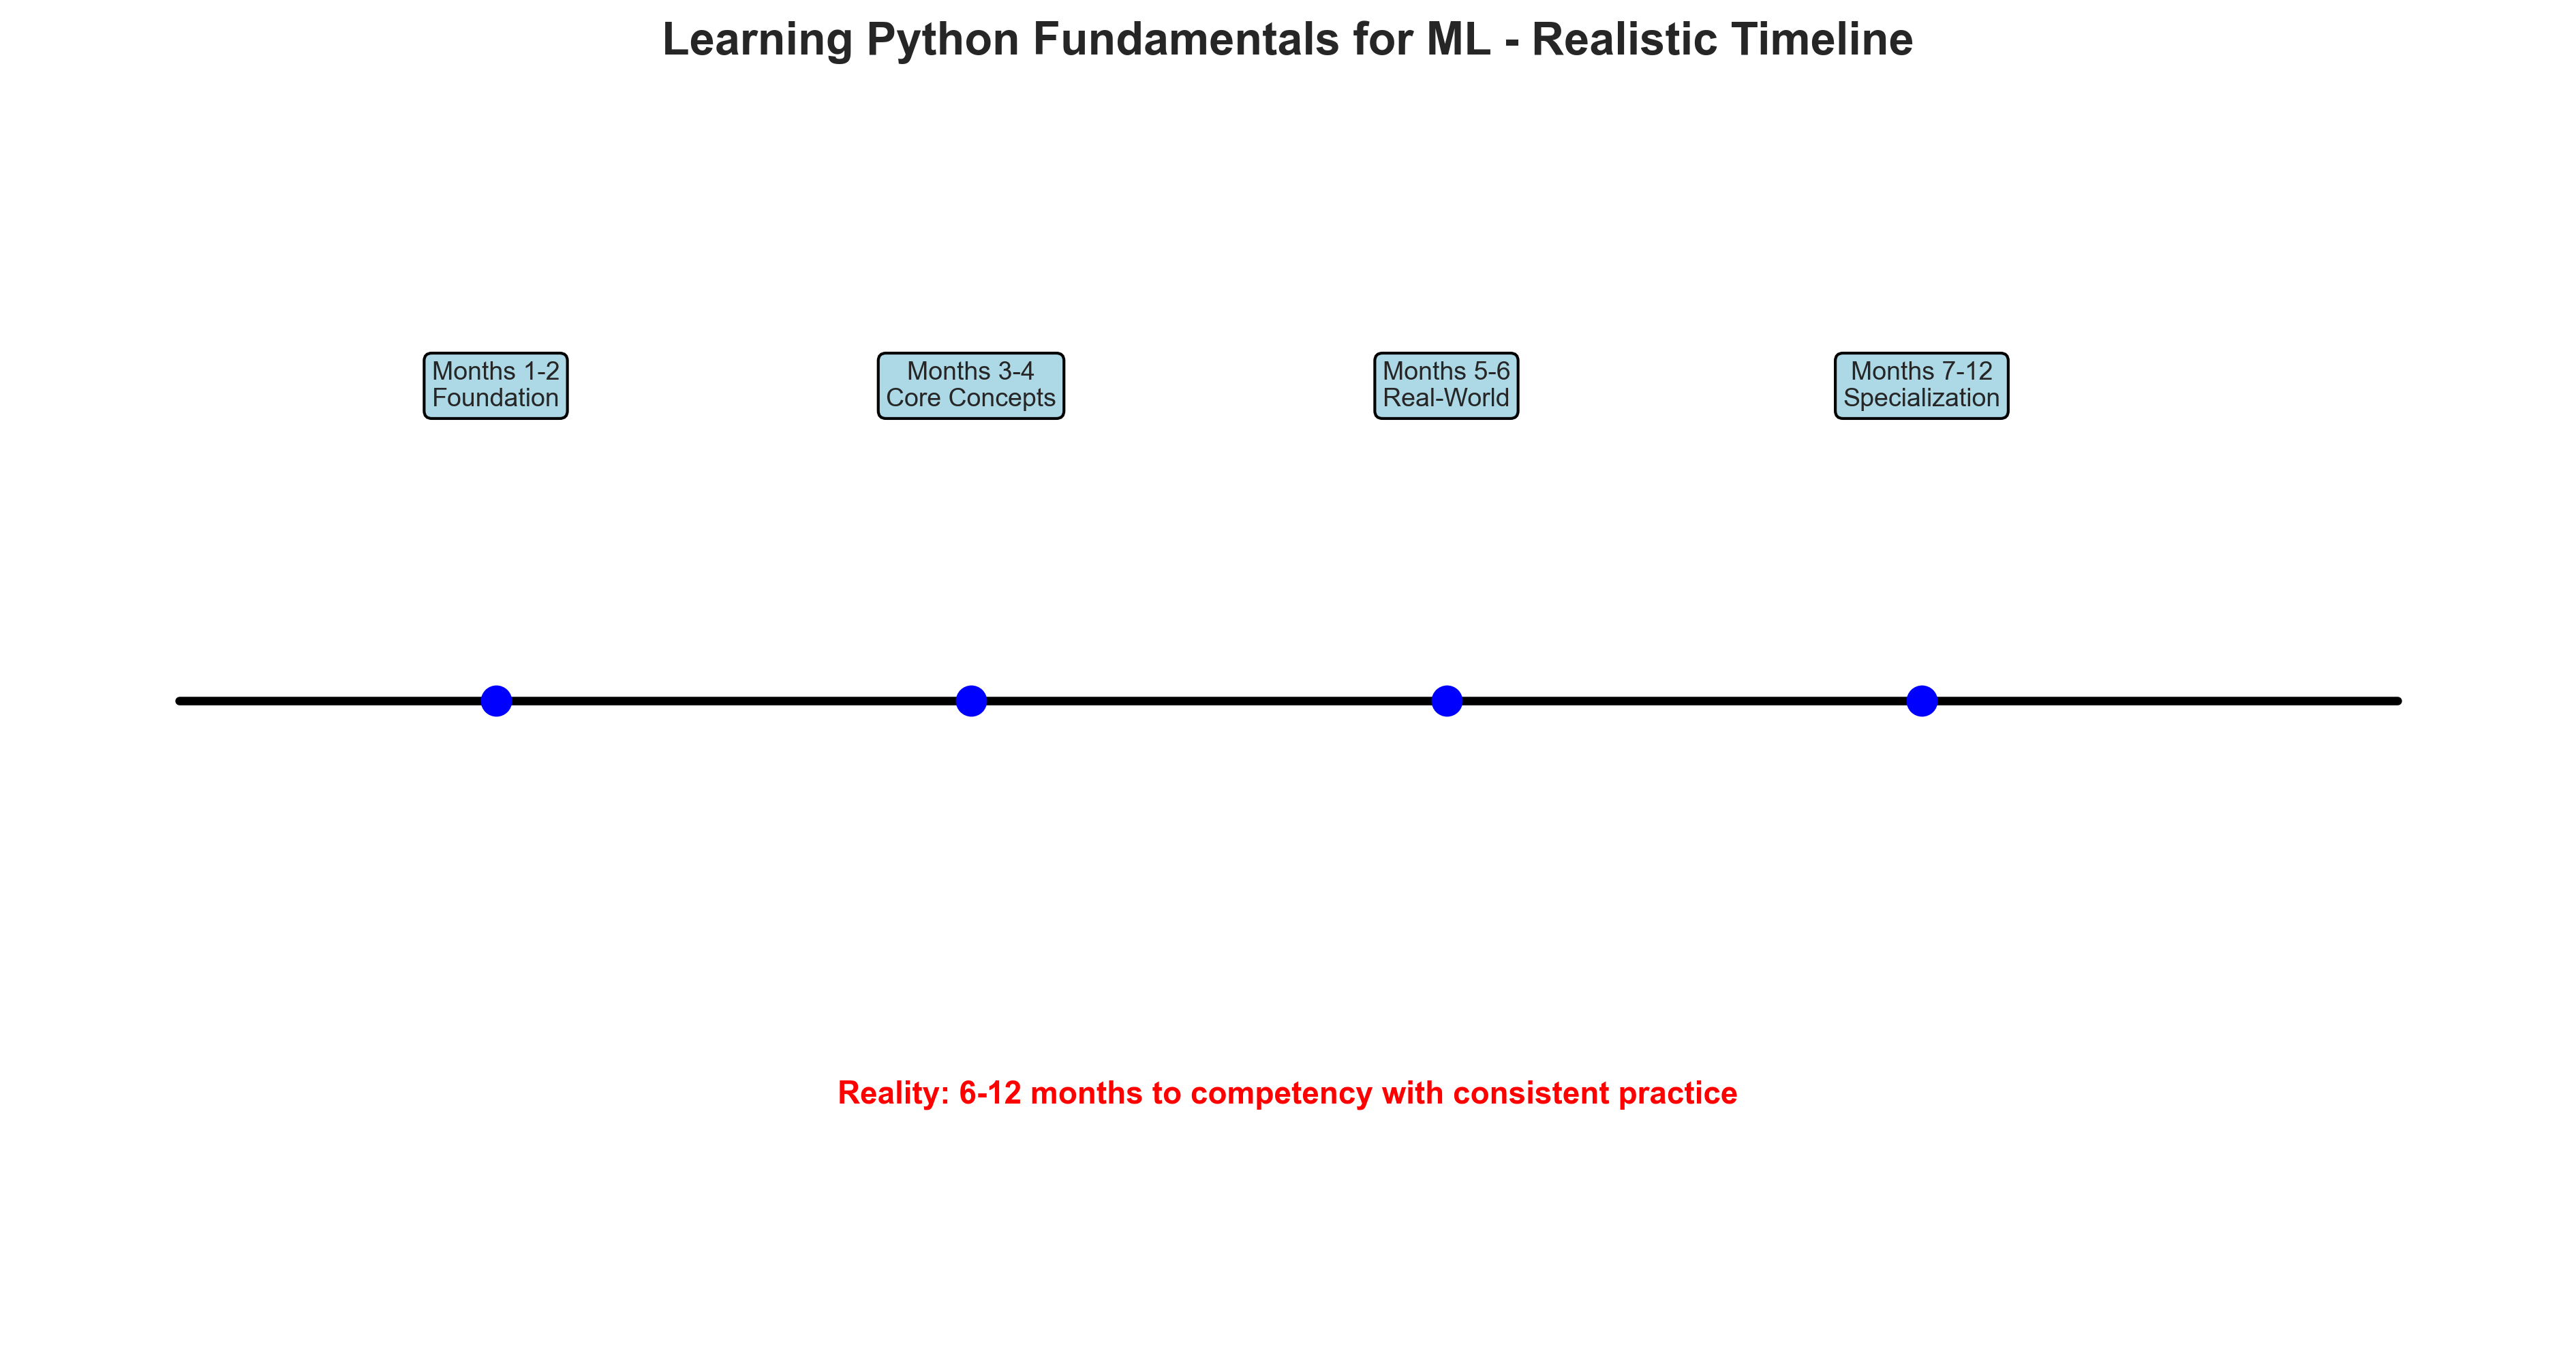 Learning Python Fundamentals for ML - Realistic Timeline
Months 1-2
Foundation
Months 3-4
Core Concepts
Months 5-6
Real-World
Months 7-12
Specialization
Reality: 6-12 months to competency with consistent practice